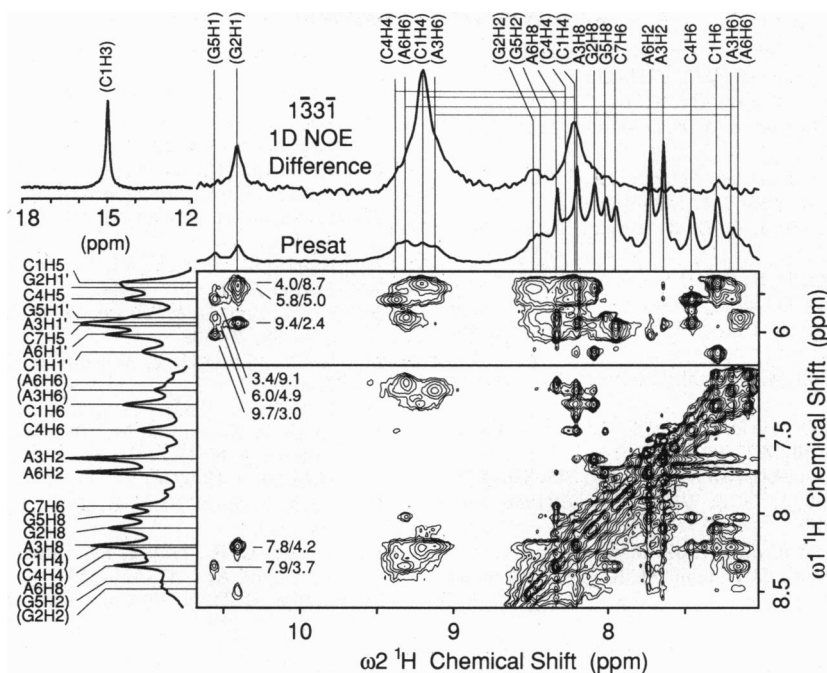 (C1H3)
(G5H1)
(G2H1)
(C4H4)
(A6H6)
(C1H4)
(A3H6)
(G2H2)
(G5H2)
A6H8
(C4H4)
(C1H4)
A3H8
G2H8
G5H8
C7H6
A6H2
A3H2
C4H6
C1H6
(A3H6)
(A6H6)
13̄31̄
1D NOE
Difference
18 15 12
(ppm)
Presat
C1H5
G2H1'
C4H5
G5H1'
A3H1'
C7H5
A6H1'
C1H1'
(A6H6)
(A3H6)
C1H6
C4H6
A3H2
A6H2
C7H6
G5H8
G2H8
A3H8
(C1H4)
(C4H4)
A6H8
(G5H2)
(G2H2)
4.0/8.7
5.8/5.0
9.4/2.4
3.4/9.1
6.0/4.9
9.7/3.0
7.8/4.2
7.9/3.7
6
7.5
8
8.5
ω1 ¹H Chemical Shift (ppm)
10 9 8
ω2 ¹H Chemical Shift (ppm)